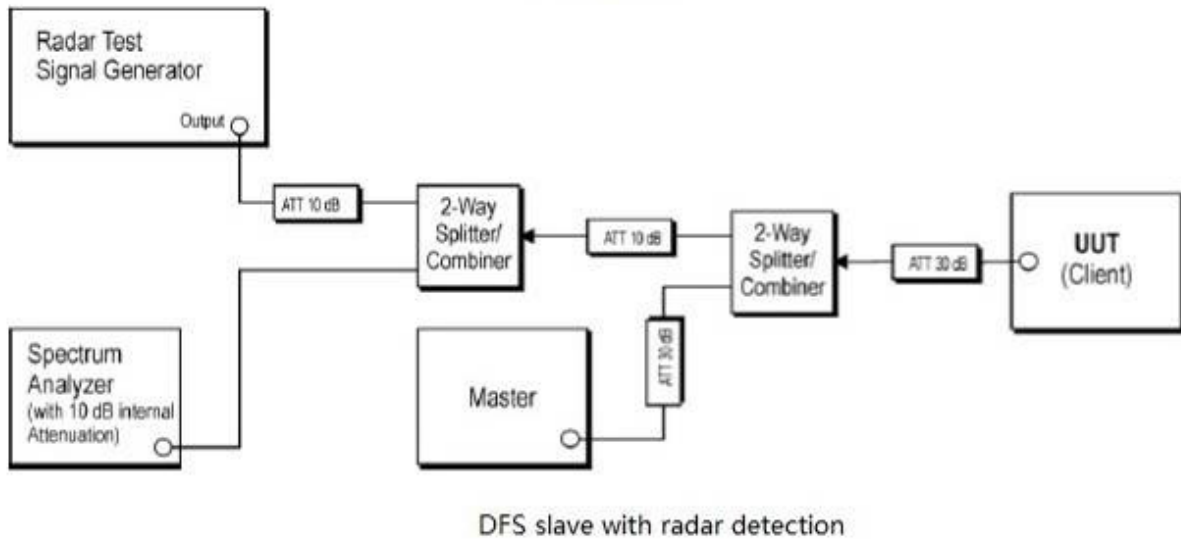 Radar Test
Signal Generator
Output
ATT 10 dB
2-Way
Splitter/
Combiner
ATT 10 dB
2-Way
Splitter/
Combiner
ATT 30 dB
UUT
(Client)
Spectrum
Analyzer
(with 10 dB internal
Attenuation)
Master
ATT 30 dB
DFS slave with radar detection